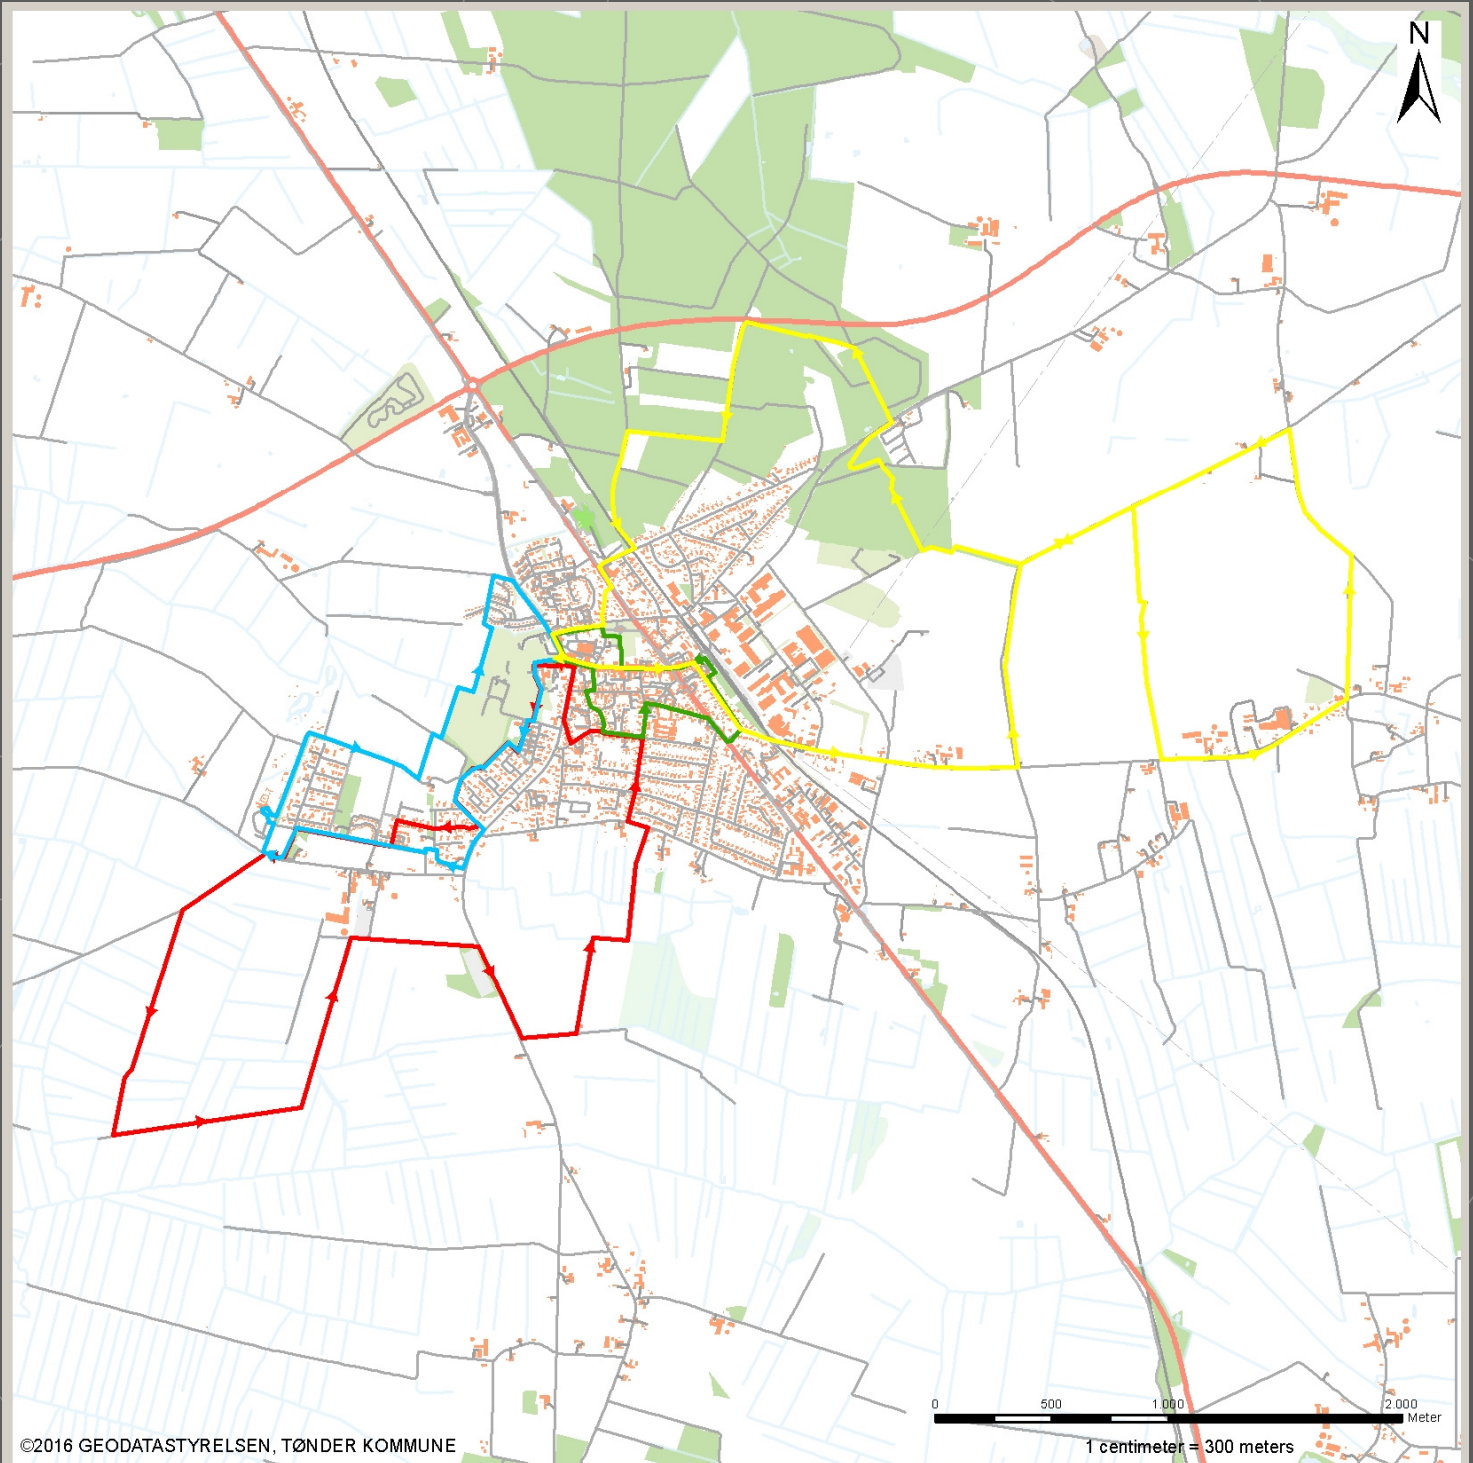 N
0 500 1.000 2.000
Meter
©2016 GEODATASTYRELSEN, TØNDER KOMMUNE
1 centimeter = 300 meters